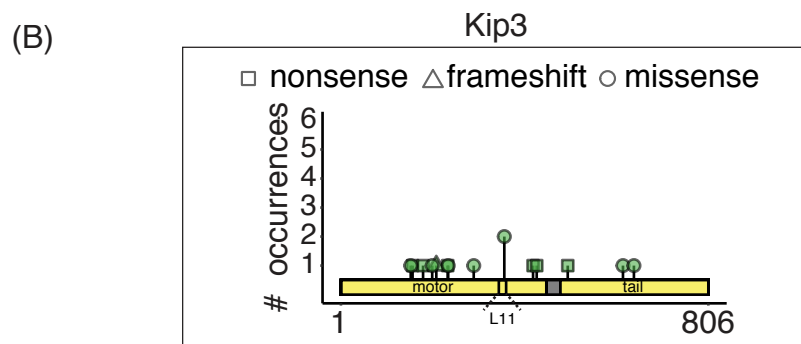 Kip3
(B)
nonsense frameshift missense
# occurrences
6
5
4
3
2
1
motor tail
L11
1 806